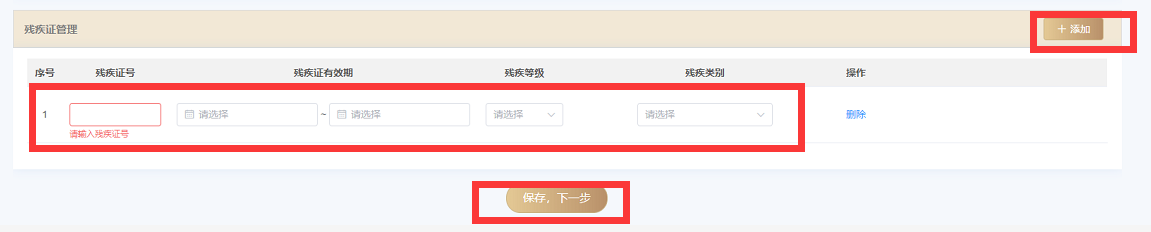 残疾证管理
+ 添加
序号 残疾证号 残疾证有效期 残疾等级 残疾类别 操作
1 请选择 ~ 请选择 请选择 请选择 删除
请输入残疾证号
保存，下一步